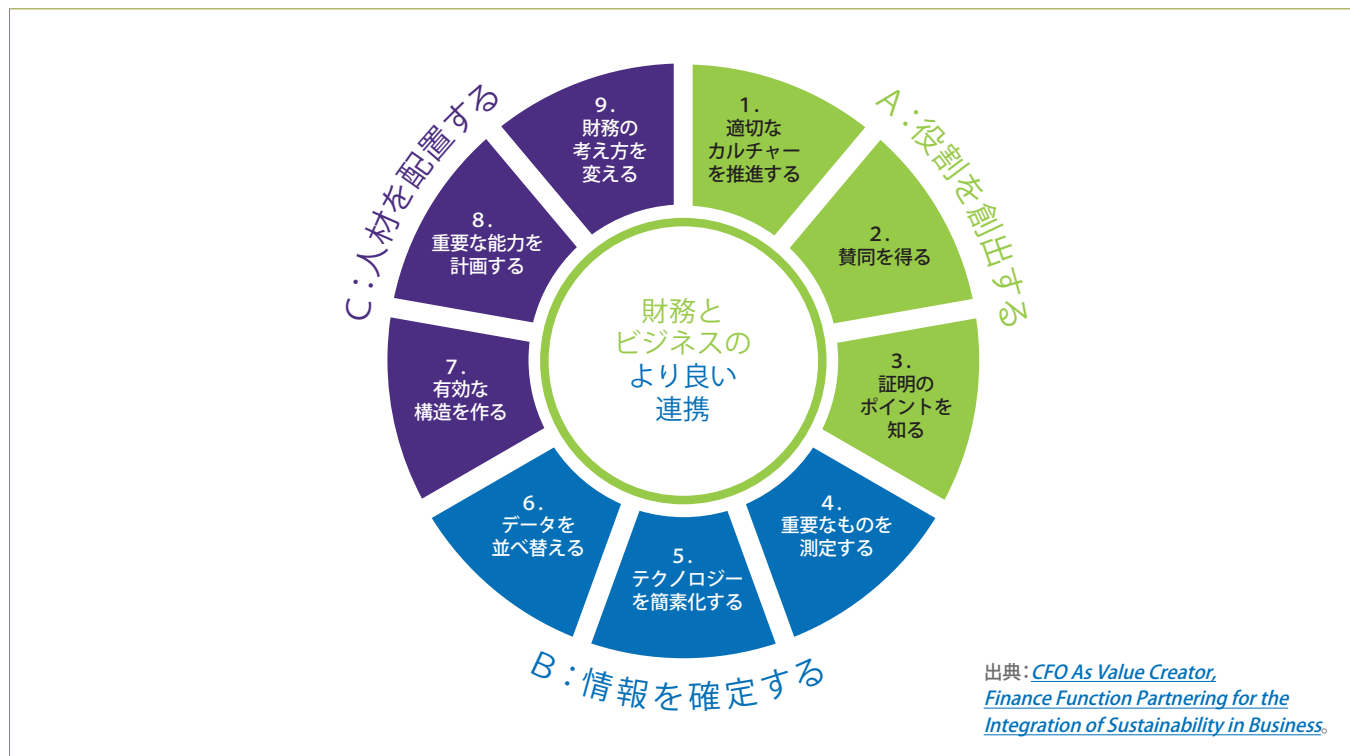 A：役割を創出する
1.
適切な
カルチャー
を推進する
2.
賛同を得る
3.
証明の
ポイントを
知る
B：情報を確定する
4.
重要なものを
測定する
5.
テクノロジー
を簡素化する
6.
データを
並べ替える
C：人材を配置する
7.
有効な
構造を作る
8.
重要な能力を
計画する
9.
財務の
考え方を
変える
財務と
ビジネスの
より良い
連携
出典：CFO As Value Creator,
Finance Function Partnering for the
Integration of Sustainability in Business。